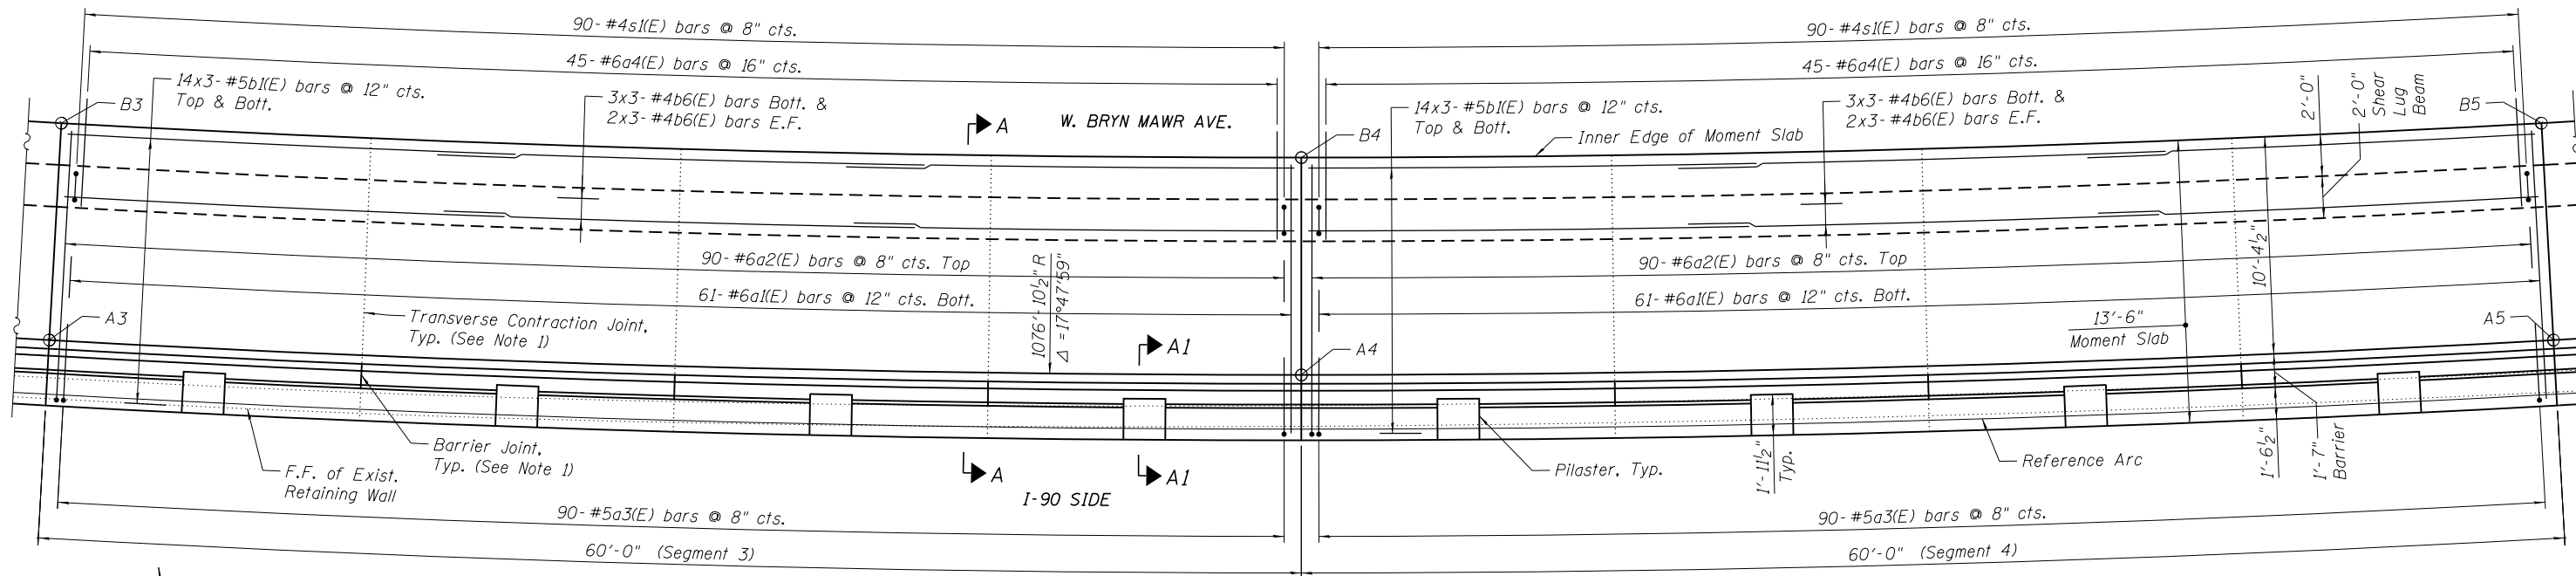 90- #4s1(E) bars @ 8" cts.
90- #4s1(E) bars @ 8" cts.
45- #6a4(E) bars @ 16" cts.
45- #6a4(E) bars @ 16" cts.
14x3- #5b1(E) bars @ 12" cts.
Top & Bott.
B3
3x3- #4b6(E) bars Bott. &
2x3- #4b6(E) bars E.F.
A
W. BRYN MAWR AVE.
B4
14x3- #5b1(E) bars @ 12" cts.
Top & Bott.
Inner Edge of Moment Slab
3x3- #4b6(E) bars Bott. &
2x3- #4b6(E) bars E.F.
2'-0"
2'-0"
Shear
Lug
Beam
B5
90- #6a2(E) bars @ 8" cts. Top
90- #6a2(E) bars @ 8" cts. Top
61- #6a1(E) bars @ 12" cts. Bott.
61- #6a1(E) bars @ 12" cts. Bott.
1076'-10½" R
Δ = 17°47'59"
10'-4½"
A3
Transverse Contraction Joint,
Typ. (See Note 1)
A1
A4
13'-6"
Moment Slab
A5
Barrier Joint,
Typ. (See Note 1)
F.F. of Exist.
Retaining Wall
A
A1
I-90 SIDE
Pilaster, Typ.
1'-11½"
Typ.
Reference Arc
1'-6½"
1'-7"
Barrier
90- #5a3(E) bars @ 8" cts.
90- #5a3(E) bars @ 8" cts.
60'-0" (Segment 3)
60'-0" (Segment 4)